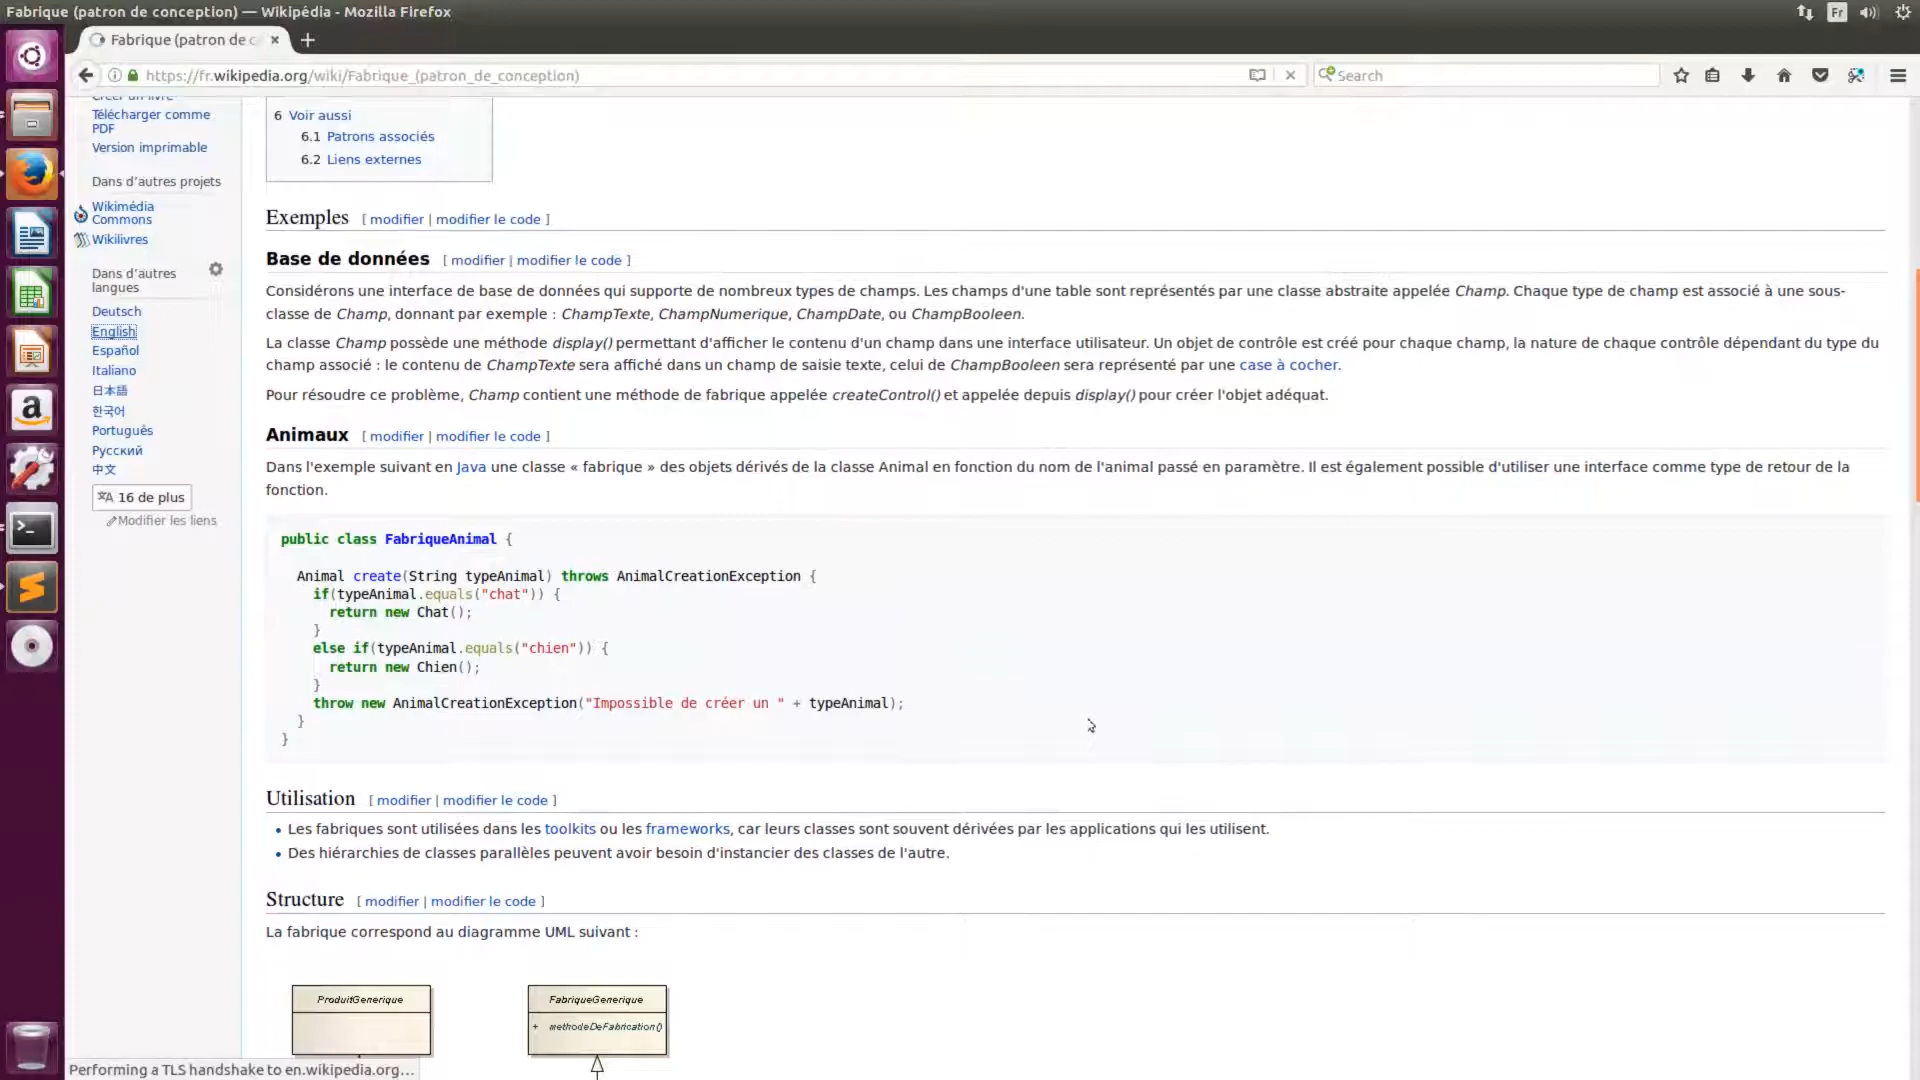 Fabrique (patron de conception) — Wikipédia - Mozilla Firefox
Fr
Fabrique (patron de c
https://fr.wikipedia.org/wiki/Fabrique_(patron_de_conception)
Search
Créer un livre
Télécharger comme
PDF
Version imprimable
Dans d'autres projets
Wikimédia
Commons
Wikilivres
Dans d'autres
langues
Deutsch
English
Español
Italiano
日本語
한국어
Português
Русский
中文
16 de plus
Modifier les liens
6 Voir aussi
6.1 Patrons associés
6.2 Liens externes
Exemples [ modifier | modifier le code ]
Base de données [ modifier | modifier le code ]
Considérons une interface de base de données qui supporte de nombreux types de champs. Les champs d'une table sont représentés par une classe abstraite appelée Champ. Chaque type de champ est associé à une sous-
classe de Champ, donnant par exemple : ChampTexte, ChampNumerique, ChampDate, ou ChampBooleen.
La classe Champ possède une méthode display() permettant d'afficher le contenu d'un champ dans une interface utilisateur. Un objet de contrôle est créé pour chaque champ, la nature de chaque contrôle dépendant du type du
champ associé : le contenu de ChampTexte sera affiché dans un champ de saisie texte, celui de ChampBooleen sera représenté par une case à cocher.
Pour résoudre ce problème, Champ contient une méthode de fabrique appelée createControl() et appelée depuis display() pour créer l'objet adéquat.
Animaux [ modifier | modifier le code ]
Dans l'exemple suivant en Java une classe « fabrique » des objets dérivés de la classe Animal en fonction du nom de l'animal passé en paramètre. Il est également possible d'utiliser une interface comme type de retour de la
fonction.
public class FabriqueAnimal {
Animal create(String typeAnimal) throws AnimalCreationException {
if(typeAnimal.equals("chat")) {
return new Chat();
}
else if(typeAnimal.equals("chien")) {
return new Chien();
}
throw new AnimalCreationException("Impossible de créer un " + typeAnimal);
}
}
Utilisation [ modifier | modifier le code ]
• Les fabriques sont utilisées dans les toolkits ou les frameworks, car leurs classes sont souvent dérivées par les applications qui les utilisent.
• Des hiérarchies de classes parallèles peuvent avoir besoin d'instancier des classes de l'autre.
Structure [ modifier | modifier le code ]
La fabrique correspond au diagramme UML suivant :
ProduitGenerique
FabriqueGenerique
+ methodeDeFabrication()
Performing a TLS handshake to en.wikipedia.org...